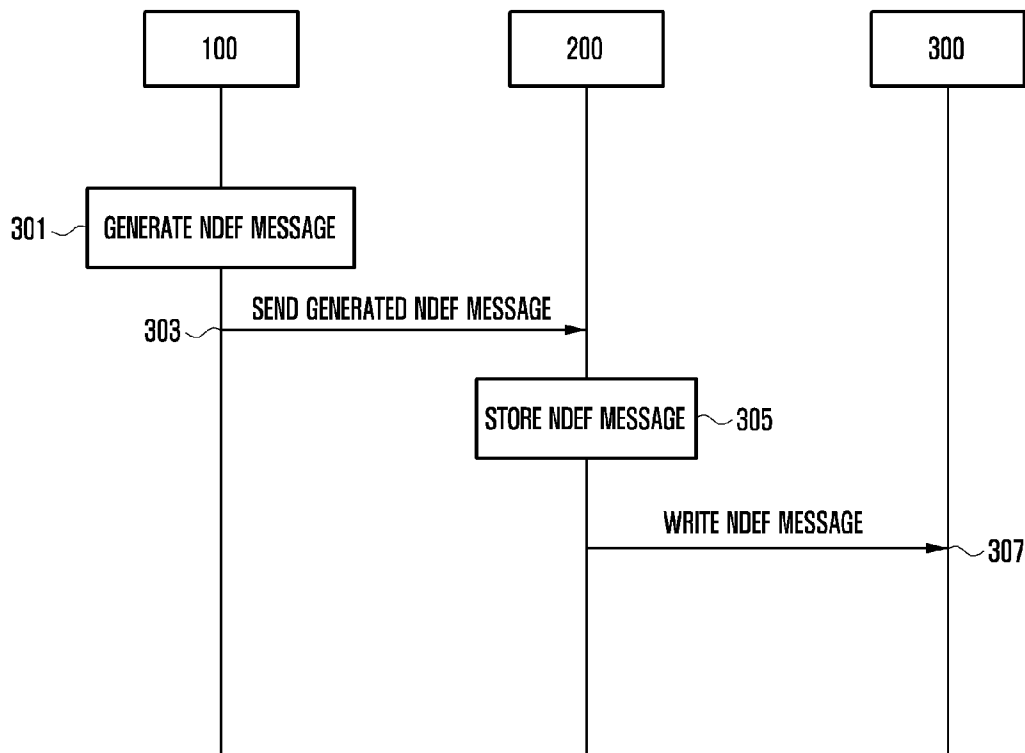 100
200
300
301
GENERATE NDEF MESSAGE
SEND GENERATED NDEF MESSAGE
303
STORE NDEF MESSAGE
305
WRITE NDEF MESSAGE
307